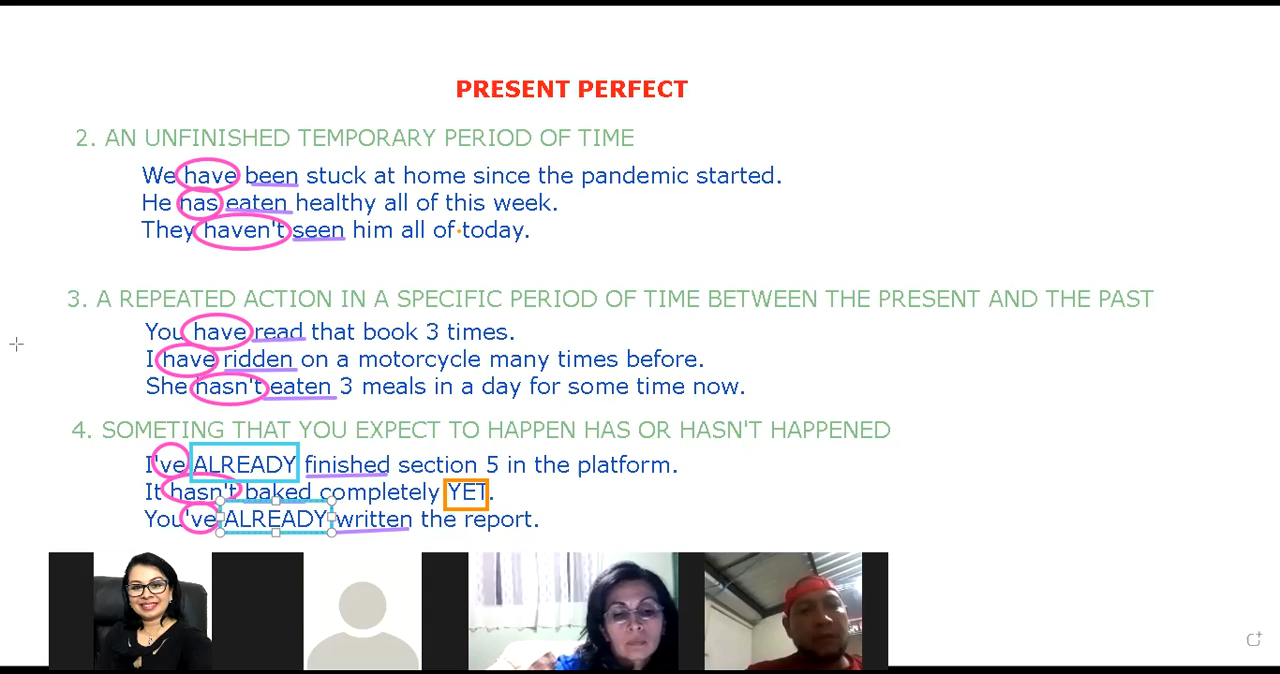 PRESENT PERFECT
2. AN UNFINISHED TEMPORARY PERIOD OF TIME
We have been stuck at home since the pandemic started.
He has eaten healthy all of this week.
They haven't seen him all of today.
3. A REPEATED ACTION IN A SPECIFIC PERIOD OF TIME BETWEEN THE PRESENT AND THE PAST
You have read that book 3 times.
I have ridden on a motorcycle many times before.
She hasn't eaten 3 meals in a day for some time now.
4. SOMETING THAT YOU EXPECT TO HAPPEN HAS OR HASN'T HAPPENED
I've ALREADY finished section 5 in the platform.
It hasn't baked completely YET.
You've ALREADY written the report.